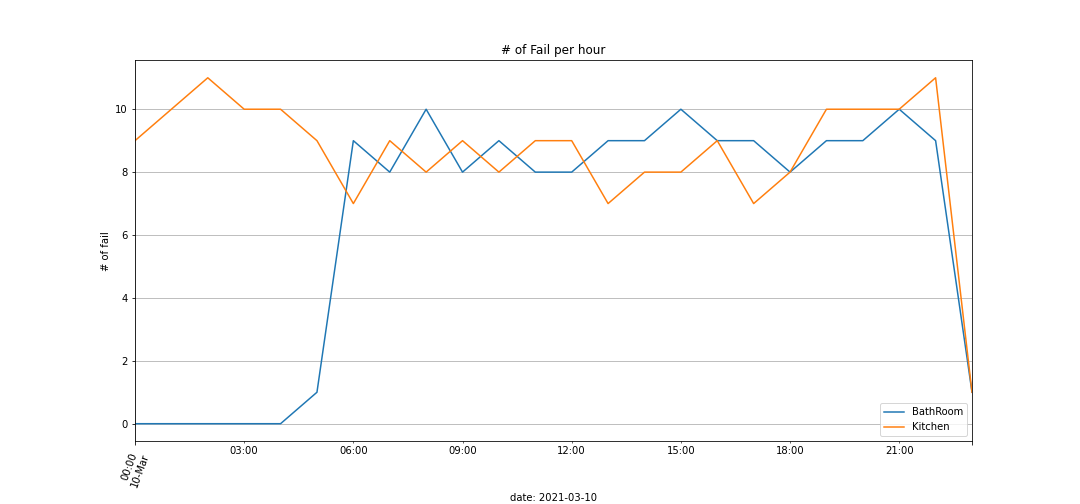 # of Fail per hour
10
8
6
4
2
0
# of fail
BathRoom
Kitchen
00:00
10-Mar
03:00
06:00
09:00
12:00
15:00
18:00
21:00
date: 2021-03-10